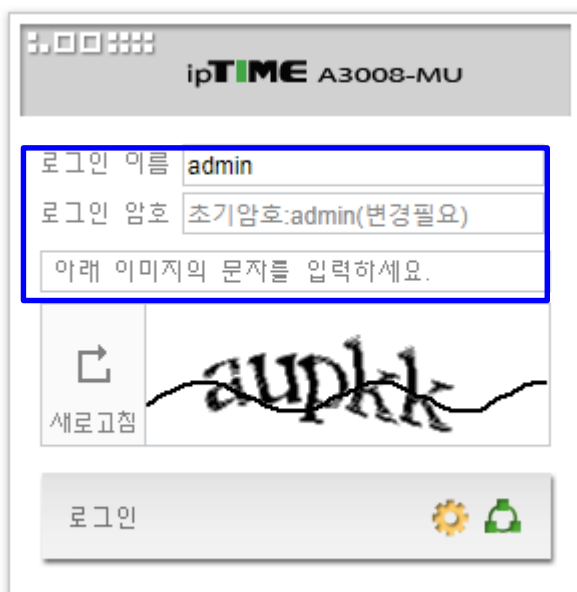 ipTIME A3008-MU
로그인 이름 admin
로그인 암호 초기암호:admin(변경필요)
아래 이미지의 문자를 입력하세요.
aupkk
새로고침
로그인